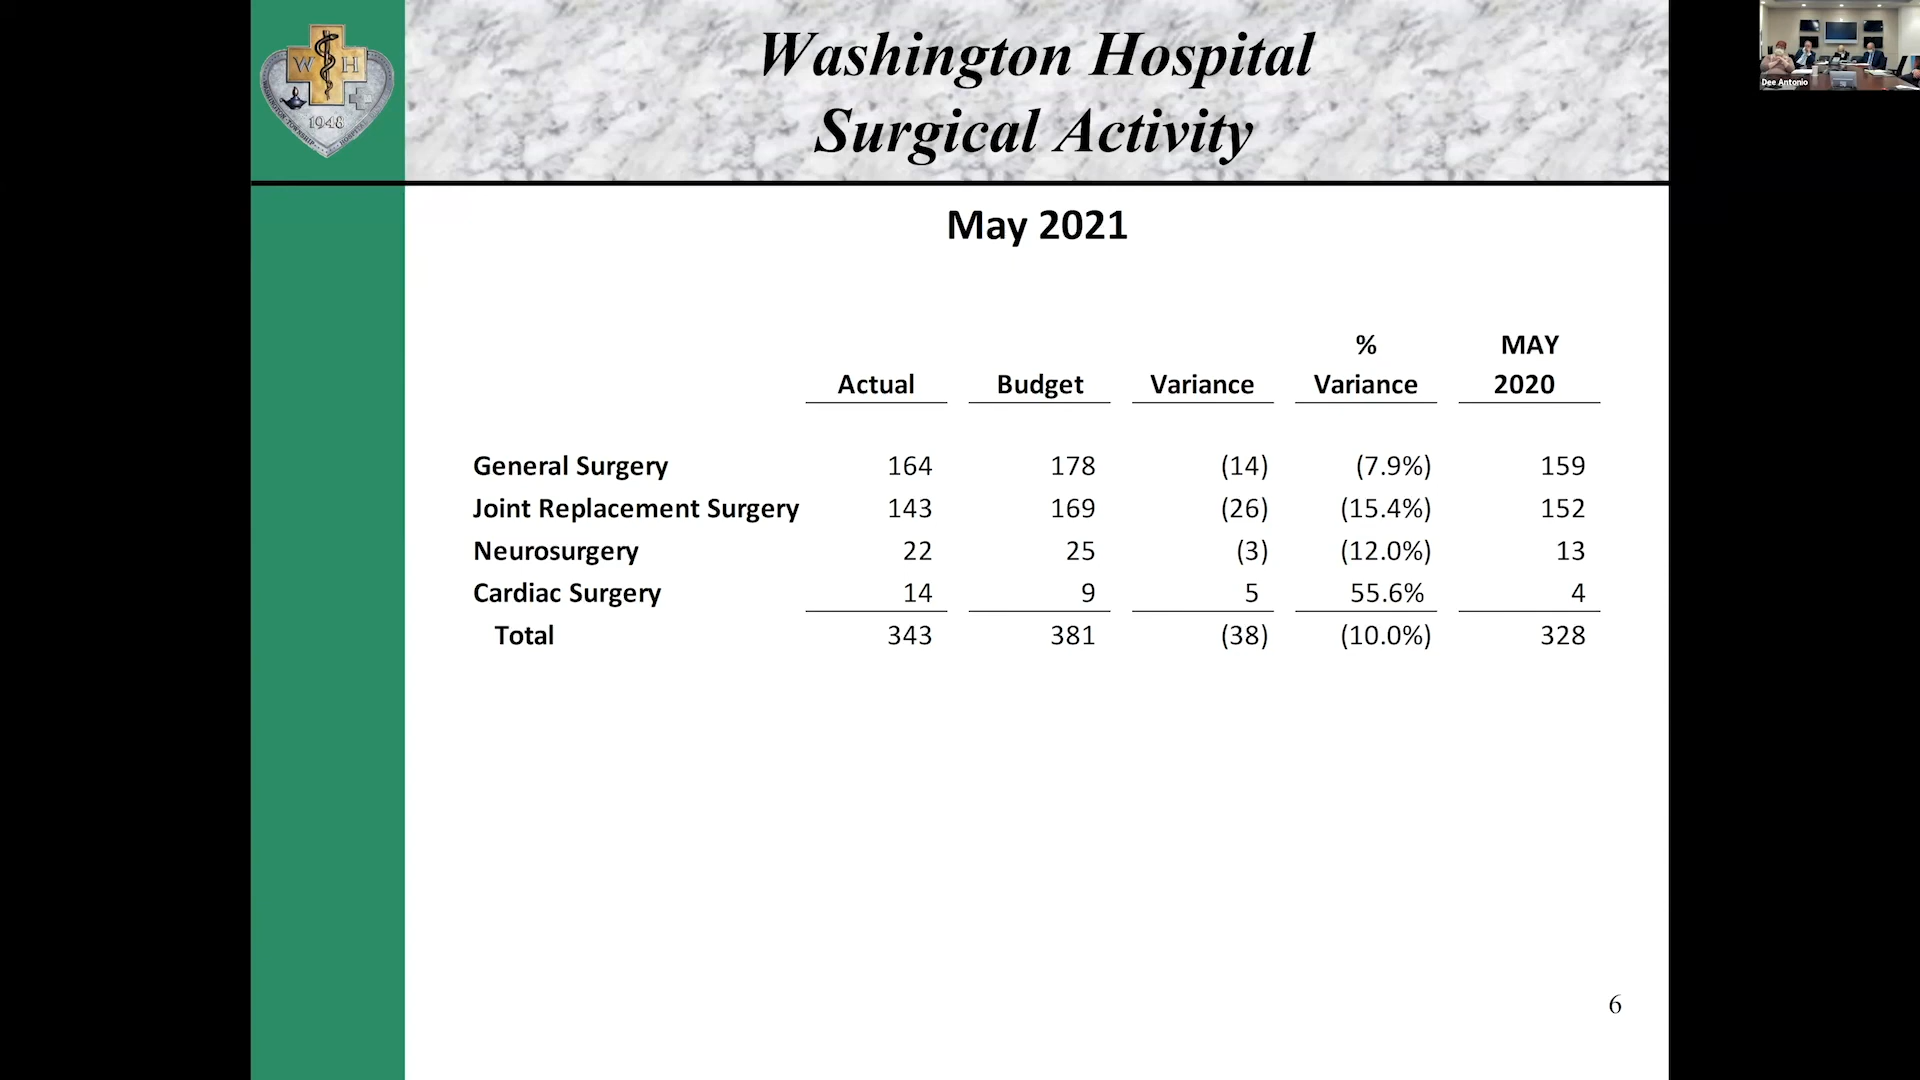 Washington Hospital
Surgical Activity
W H
1948
Dee Antonio
May 2021
% MAY
Actual Budget Variance Variance 2020
General Surgery 164 178 (14) (7.9%) 159
Joint Replacement Surgery 143 169 (26) (15.4%) 152
Neurosurgery 22 25 (3) (12.0%) 13
Cardiac Surgery 14 9 5 55.6% 4
Total 343 381 (38) (10.0%) 328
6